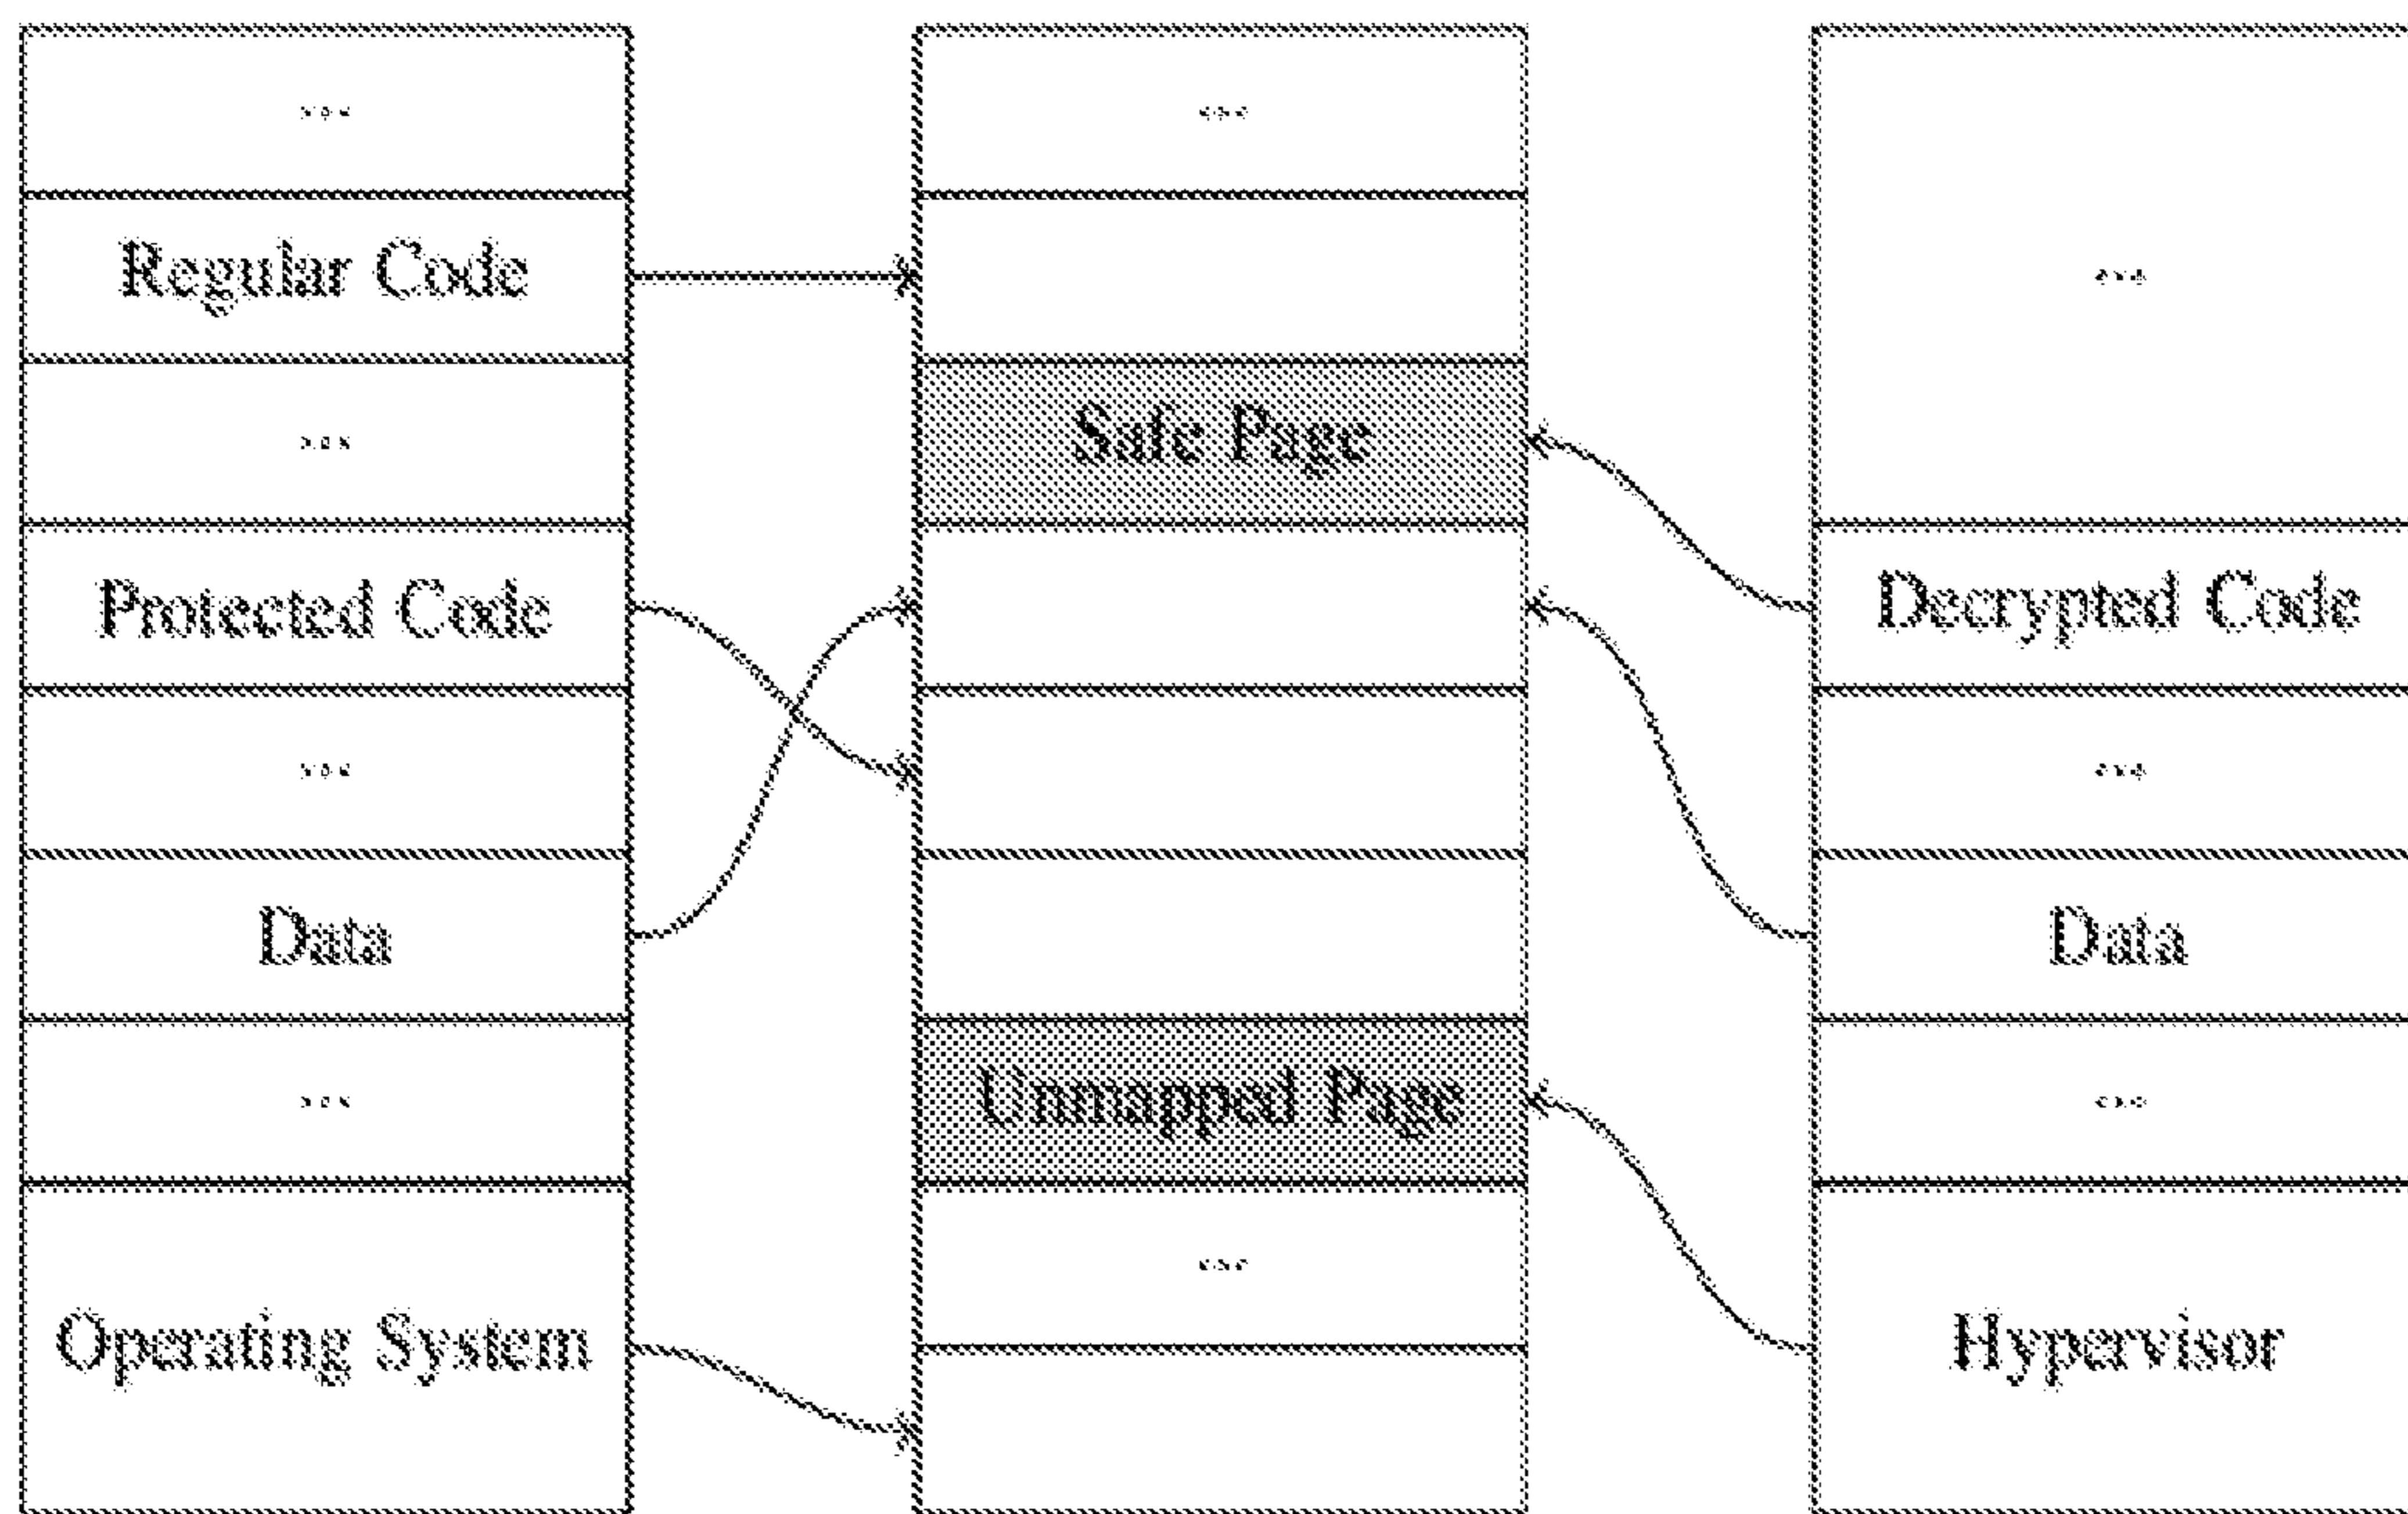 ...
Regular Code
...
Protected Code
...
Data
...
Operating System
...
Safe Page
Unmapped Page
...
...
Decrypted Code
...
Data
...
Hypervisor